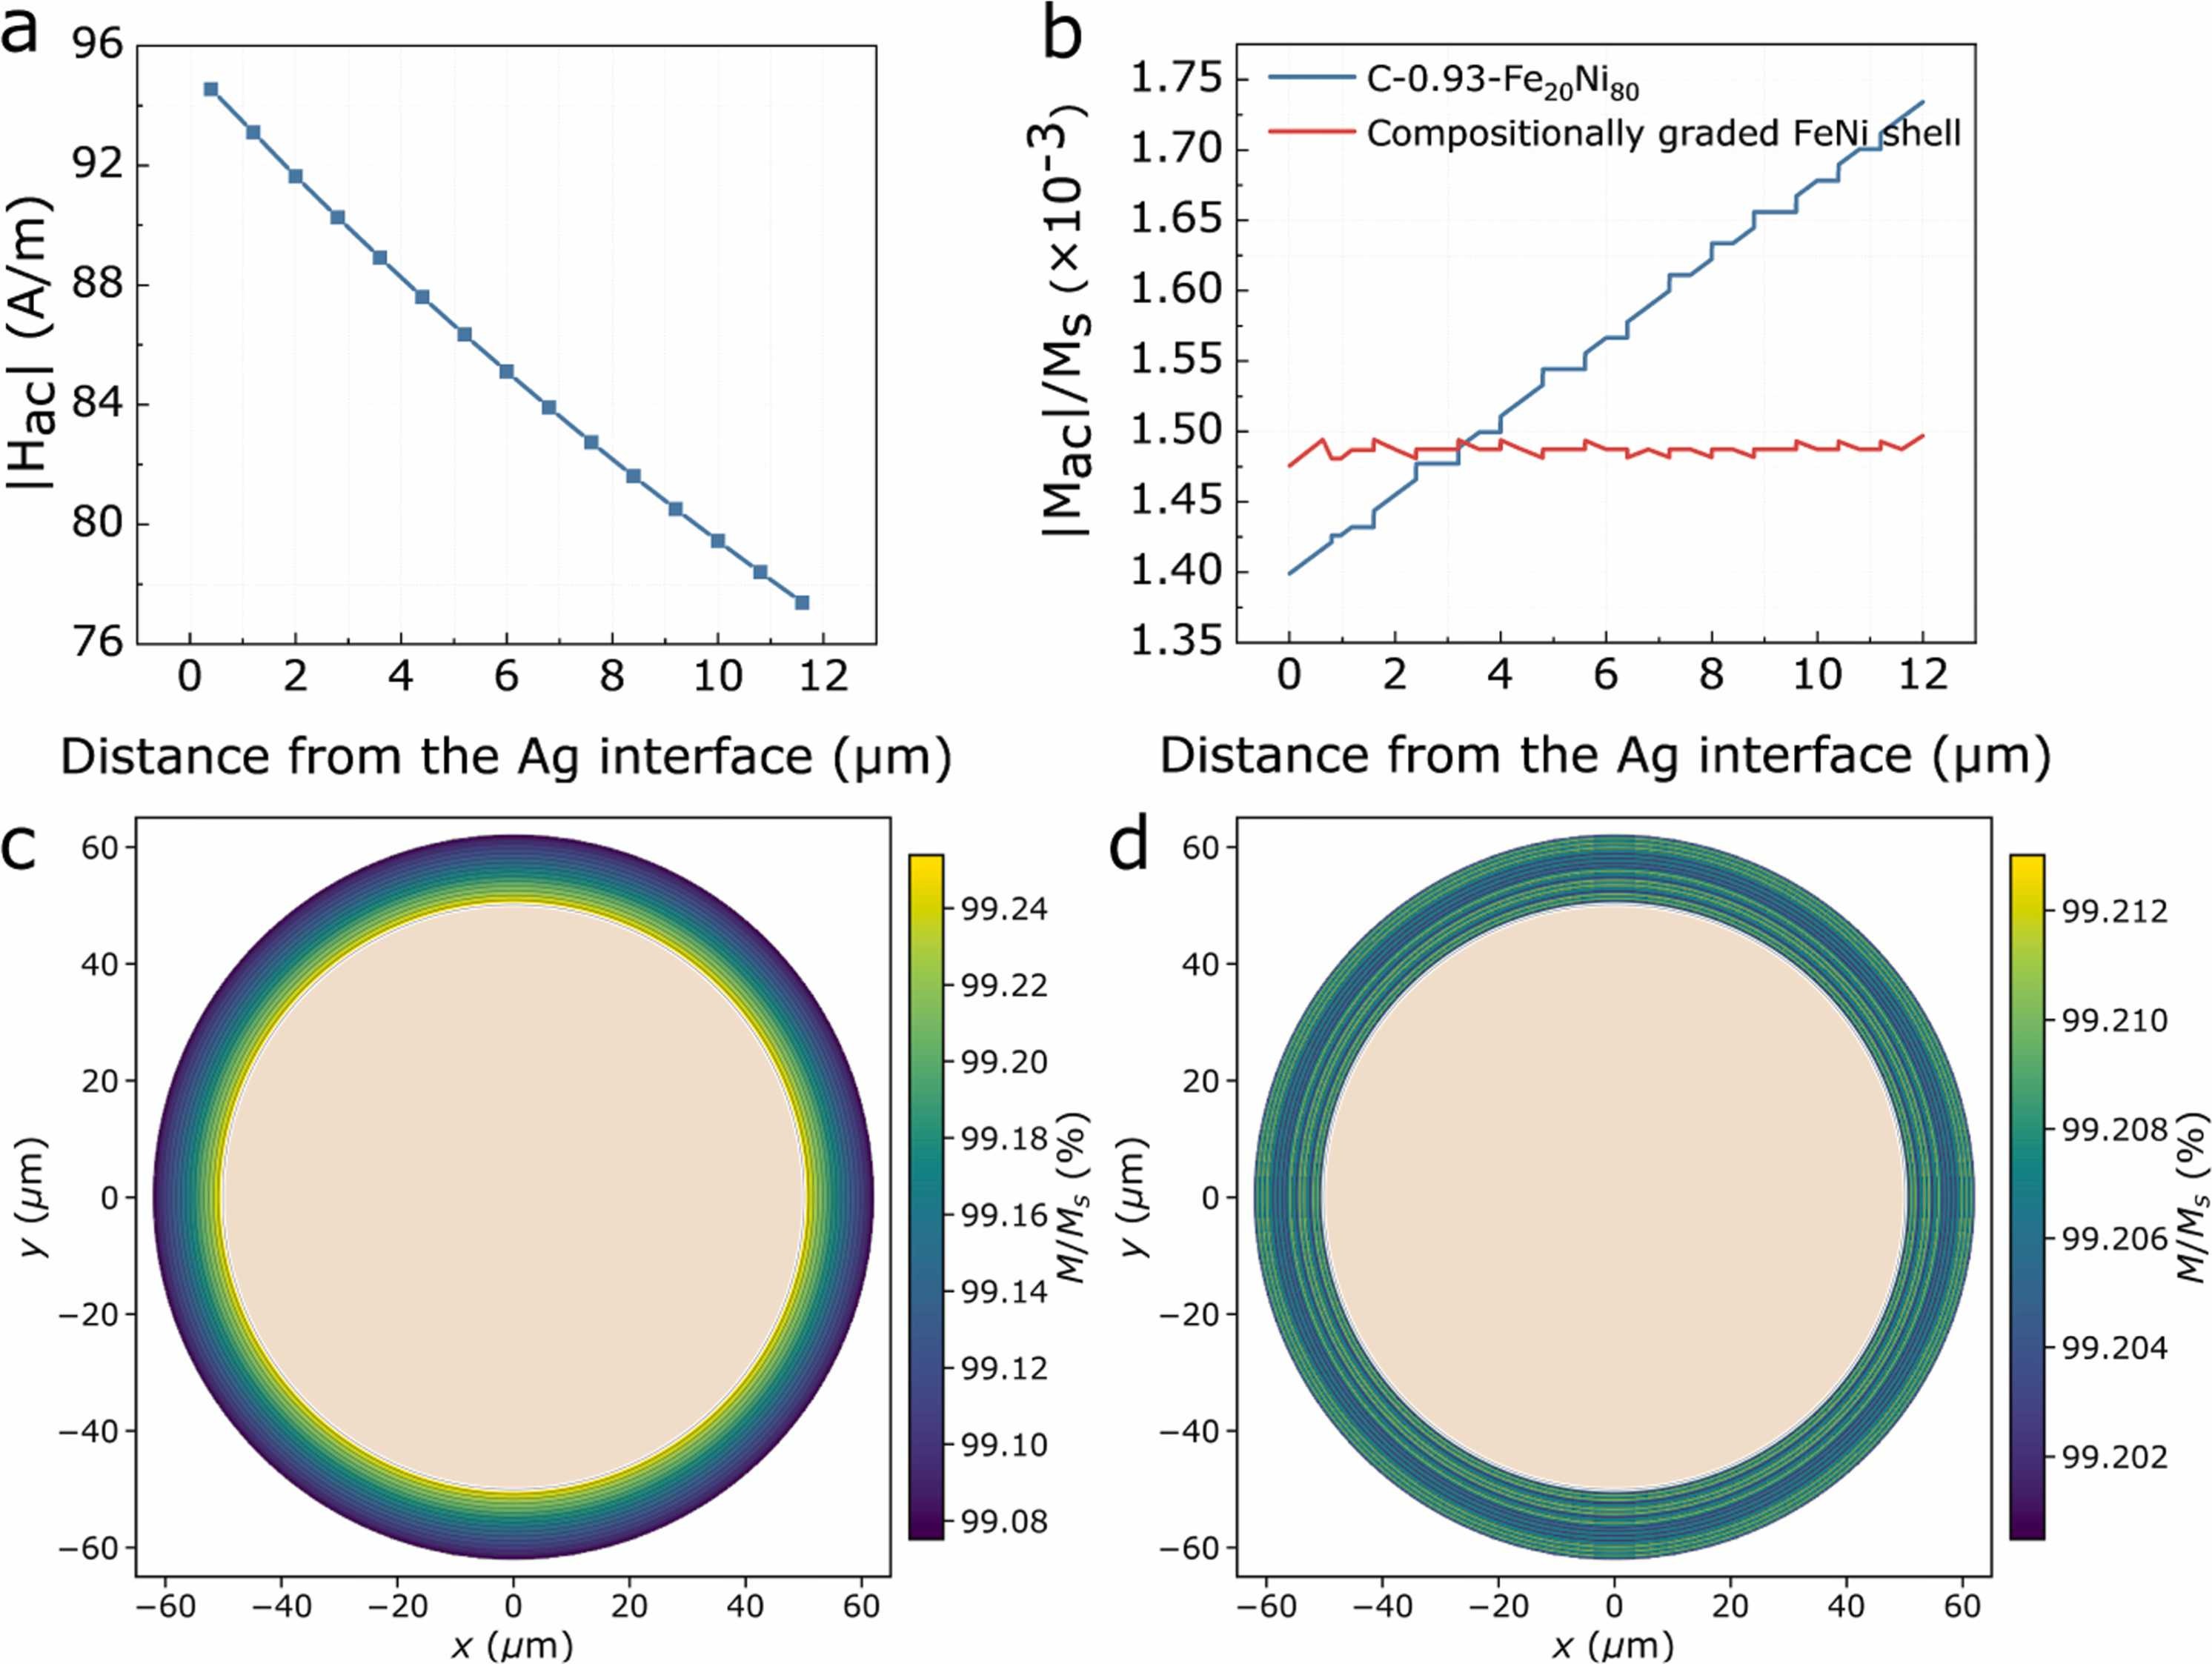 a
96
92
88
84
80
76
|Hac| (A/m)
0 2 4 6 8 10 12
Distance from the Ag interface (μm)
b
1.75
1.70
1.65
1.60
1.55
1.50
1.45
1.40
1.35
|Mac|/Ms (×10⁻³)
C-0.93-Fe₂₀Ni₈₀
Compositionally graded FeNi shell
0 2 4 6 8 10 12
Distance from the Ag interface (μm)
c
60
40
20
0
−20
−40
−60
y (μm)
−60 −40 −20 0 20 40 60
x (μm)
99.24
99.22
99.20
99.18
99.16
99.14
99.12
99.10
99.08
M/Mₛ (%)
d
60
40
20
0
−20
−40
−60
y (μm)
−60 −40 −20 0 20 40 60
x (μm)
99.212
99.210
99.208
99.206
99.204
99.202
M/Mₛ (%)